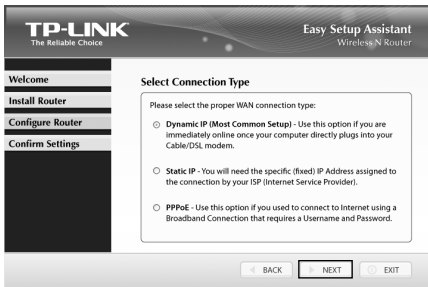 TP-LINK
The Reliable Choice
Easy Setup Assistant
Wireless N Router
Welcome
Install Router
Configure Router
Confirm Settings
Select Connection Type
Please select the proper WAN connection type:
Dynamic IP (Most Common Setup) - Use this option if you are
immediately online once your computer directly plugs into your
Cable/DSL modem.
Static IP - You will need the specific (fixed) IP Address assigned to
the connection by your ISP (Internet Service Provider).
PPPoE - Use this option if you used to connect to Internet using a
Broadband Connection that requires a Username and Password.
BACK
NEXT
EXIT